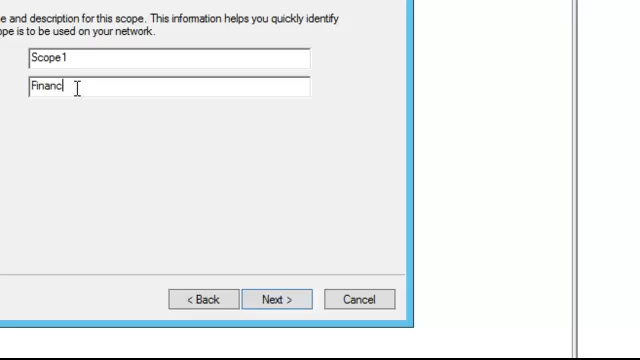 e and description for this scope. This information helps you quickly identify
ope is to be used on your network.
Scope1
Financ
< Back Next > Cancel